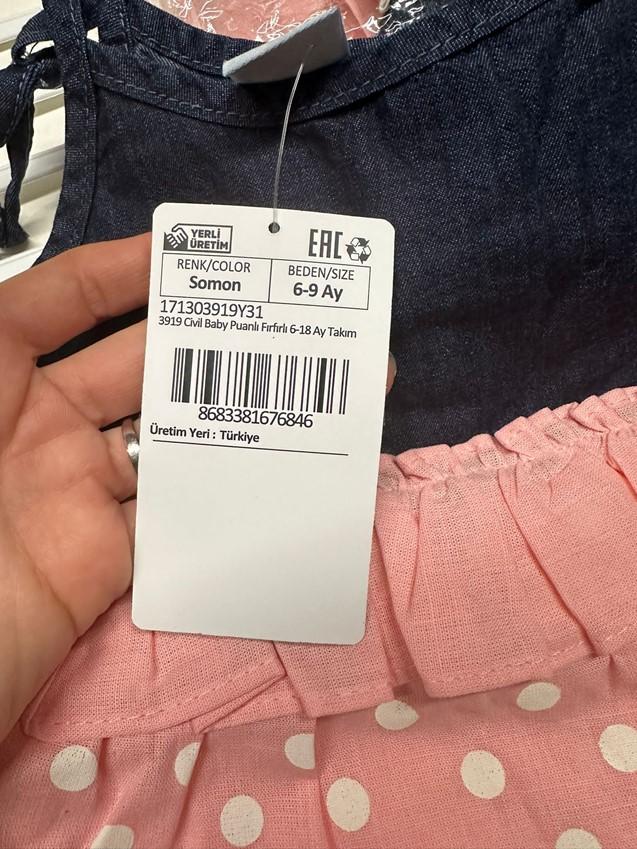 YERLİ
ÜRETİM
EAC
RENK/COLOR
Somon
BEDEN/SIZE
6-9 Ay
171303919Y31
3919 Civil Baby Puanlı Fırfırlı 6-18 Ay Takım
8683381676846
Üretim Yeri : Türkiye